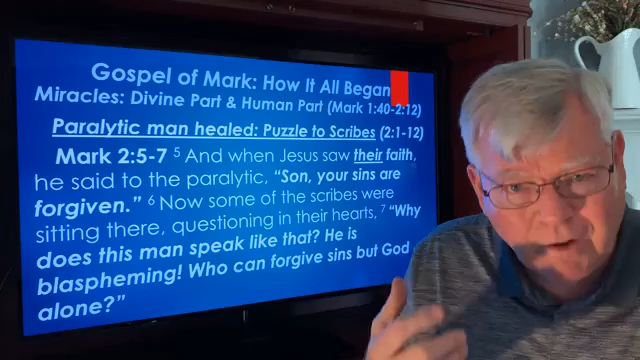 Gospel of Mark: How It All Began
Miracles: Divine Part & Human Part (Mark 1:40-2:12)
Paralytic man healed: Puzzle to Scribes (2:1-12)
Mark 2:5-7 ⁵ And when Jesus saw their faith,
he said to the paralytic, “Son, your sins are
forgiven.” ⁶ Now some of the scribes were
sitting there, questioning in their hearts, ⁷ “Why
does this man speak like that? He is
blaspheming! Who can forgive sins but God
alone?”